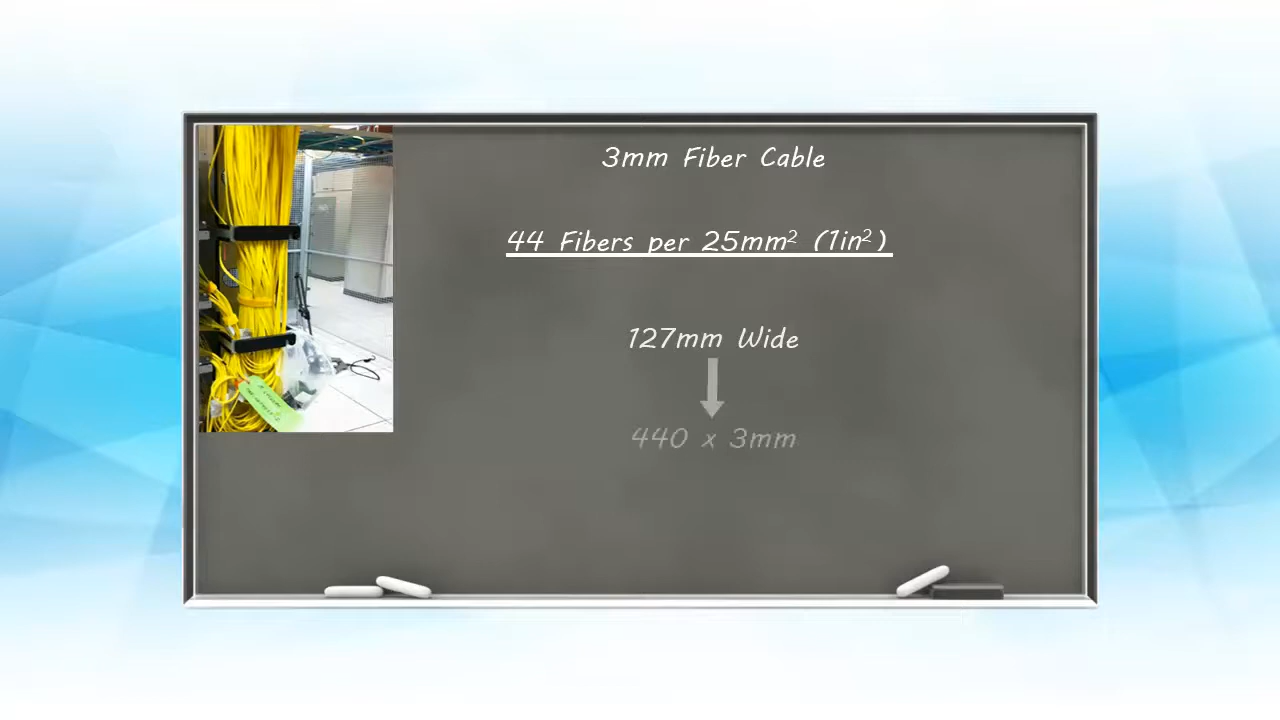 3mm Fiber Cable
44 Fibers per 25mm² (1in²)
127mm Wide
440 x 3mm